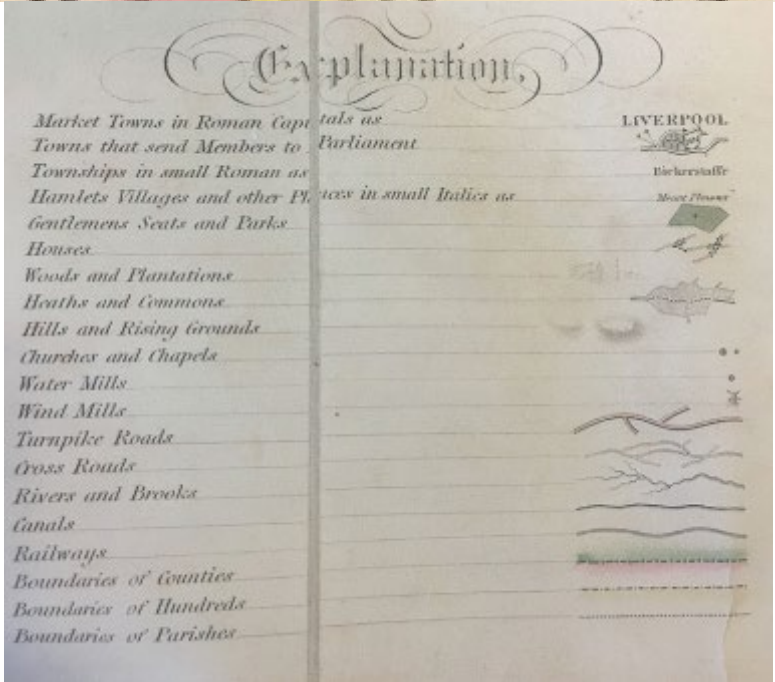 Explanation,
Market Towns in Roman Capitals as LIVERPOOL
Towns that send Members to Parliament
Townships in small Roman as Bickerstaffe
Hamlets Villages and other Places in small Italics as Mount Pleasant
Gentlemens Seats and Parks
Houses
Woods and Plantations
Heaths and Commons
Hills and Rising Grounds
Churches and Chapels
Water Mills
Wind Mills
Turnpike Roads
Cross Roads
Rivers and Brooks
Canals
Railways
Boundaries of Counties
Boundaries of Hundreds
Boundaries of Parishes